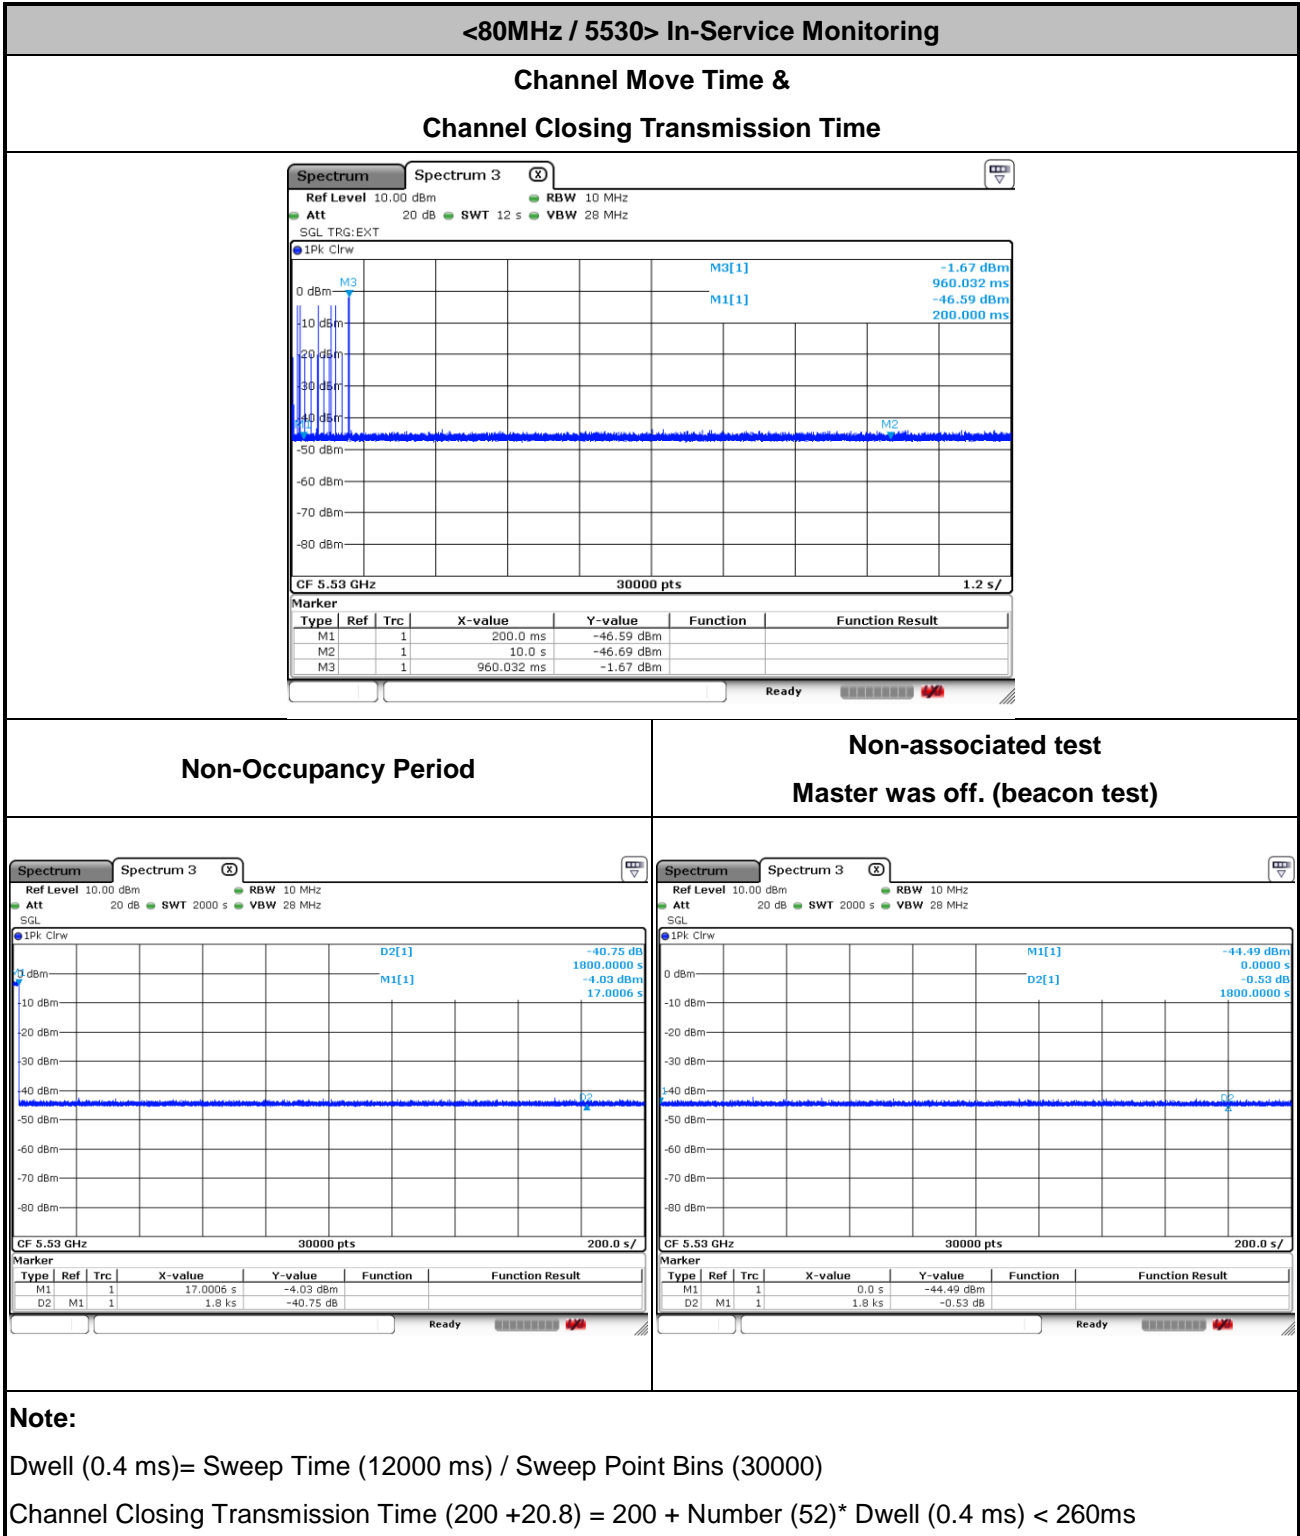 <80MHz / 5530> In-Service Monitoring
Channel Move Time &
Channel Closing Transmission Time
Spectrum Spectrum 3 X
Ref Level 10.00 dBm RBW 10 MHz
Att 20 dB SWT 12 s VBW 28 MHz
SGL TRG:EXT
1Pk Clrw
M3[1] -1.67 dBm
960.032 ms
M1[1] -46.59 dBm
200.000 ms
M3
0 dBm
-10 dBm
-20 dBm
-30 dBm
-40 dBm
M1
M2
-50 dBm
-60 dBm
-70 dBm
-80 dBm
CF 5.53 GHz 30000 pts 1.2 s/
Marker
Type Ref Trc X-value Y-value Function Function Result
M1 1 200.0 ms -46.59 dBm
M2 1 10.0 s -46.69 dBm
M3 1 960.032 ms -1.67 dBm
Ready
Non-Occupancy Period
Non-associated test
Master was off. (beacon test)
Spectrum Spectrum 3 X
Ref Level 10.00 dBm RBW 10 MHz
Att 20 dB SWT 2000 s VBW 28 MHz
SGL
1Pk Clrw
D2[1] -40.75 dB
1800.0000 s
M1[1] -4.03 dBm
17.0006 s
M1
0 dBm
-10 dBm
-20 dBm
-30 dBm
-40 dBm
D2
-50 dBm
-60 dBm
-70 dBm
-80 dBm
CF 5.53 GHz 30000 pts 200.0 s/
Marker
Type Ref Trc X-value Y-value Function Function Result
M1 1 17.0006 s -4.03 dBm
D2 M1 1 1.8 ks -40.75 dB
Ready
Spectrum Spectrum 3 X
Ref Level 10.00 dBm RBW 10 MHz
Att 20 dB SWT 2000 s VBW 28 MHz
SGL
1Pk Clrw
M1[1] -44.49 dBm
0.0000 s
D2[1] -0.53 dB
1800.0000 s
0 dBm
-10 dBm
-20 dBm
-30 dBm
-40 dBm
D2
-50 dBm
-60 dBm
-70 dBm
-80 dBm
CF 5.53 GHz 30000 pts 200.0 s/
Marker
Type Ref Trc X-value Y-value Function Function Result
M1 1 0.0 s -44.49 dBm
D2 M1 1 1.8 ks -0.53 dB
Ready
Note:
Dwell (0.4 ms)= Sweep Time (12000 ms) / Sweep Point Bins (30000)
Channel Closing Transmission Time (200 +20.8) = 200 + Number (52)* Dwell (0.4 ms) < 260ms